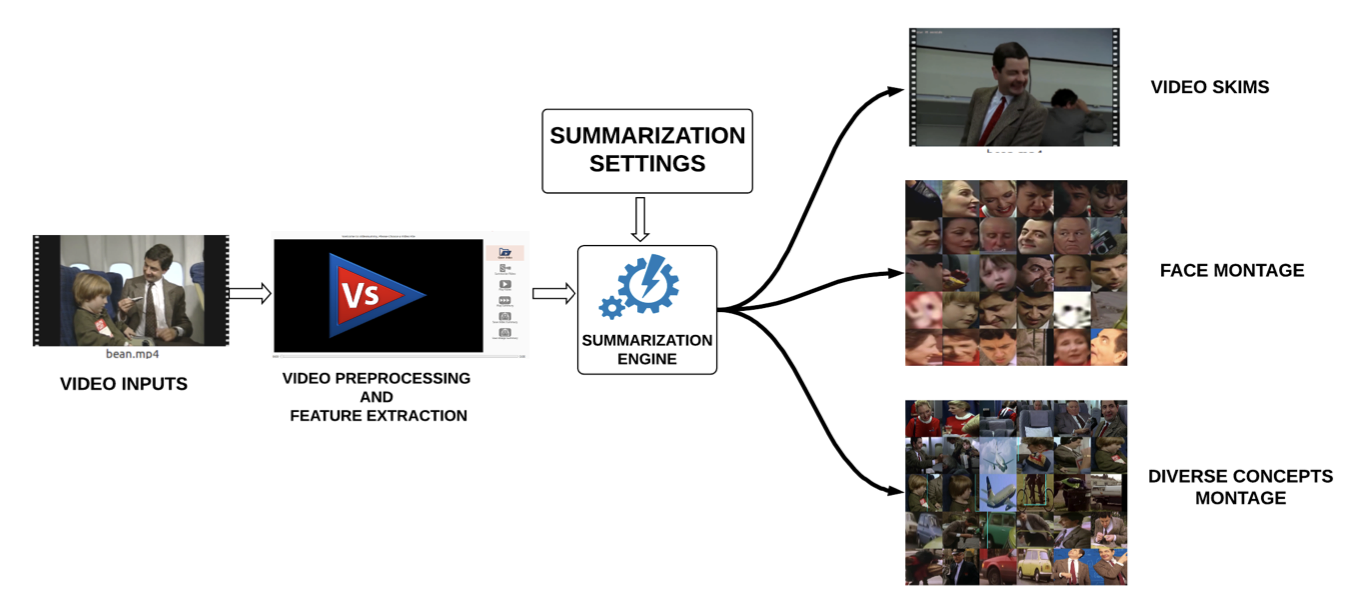 VIDEO SKIMS
SUMMARIZATION
SETTINGS
FACE MONTAGE
Vs
bean.mp4
VIDEO INPUTS
SUMMARIZATION
ENGINE
VIDEO PREPROCESSING
AND
FEATURE EXTRACTION
DIVERSE CONCEPTS
MONTAGE